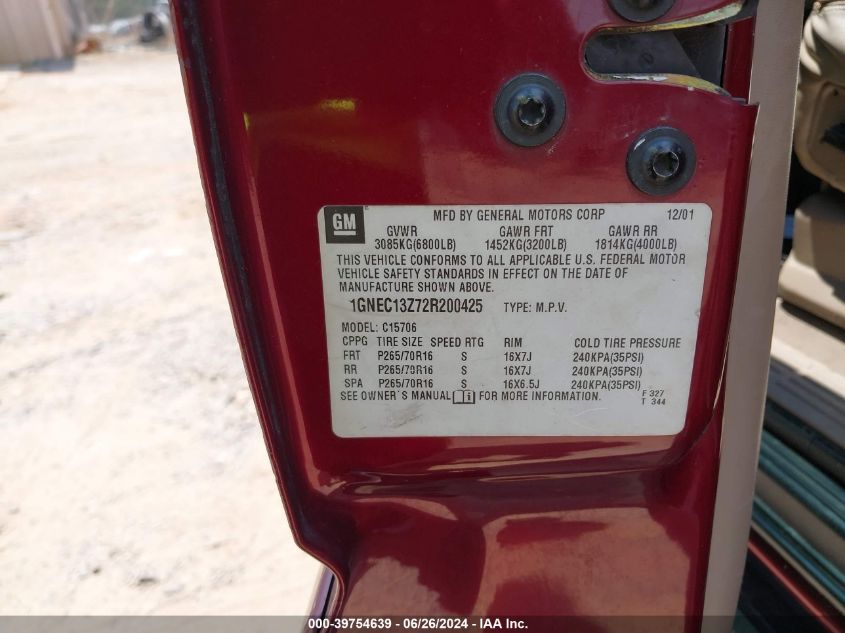 GM MFD BY GENERAL MOTORS CORP 12/01
GVWR GAWR FRT GAWR RR
3085KG(6800LB) 1452KG(3200LB) 1814KG(4000LB)
THIS VEHICLE CONFORMS TO ALL APPLICABLE U.S. FEDERAL MOTOR
VEHICLE SAFETY STANDARDS IN EFFECT ON THE DATE OF
MANUFACTURE SHOWN ABOVE.
1GNEC13Z72R200425 TYPE: M.P.V.
MODEL: C15706
CPPG TIRE SIZE SPEED RTG RIM COLD TIRE PRESSURE
FRT P265/70R16 S 16X7J 240KPA(35PSI)
RR P265/70R16 S 16X7J 240KPA(35PSI)
SPA P265/70R16 S 16X6.5J 240KPA(35PSI)
SEE OWNER'S MANUAL i FOR MORE INFORMATION. F 327
T 344
000-39754639 - 06/26/2024 - IAA Inc.